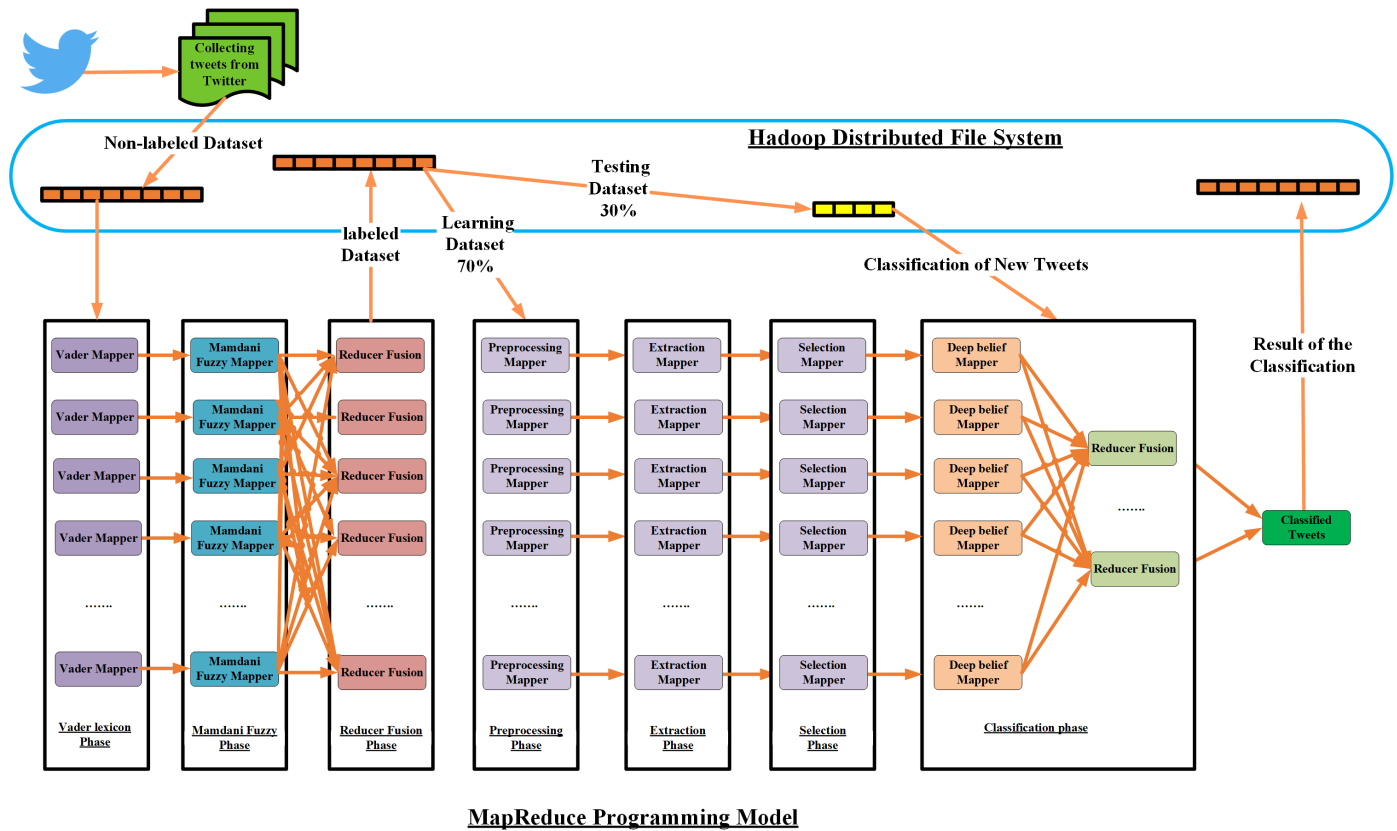 Collecting
tweets from
Twitter
Hadoop Distributed File System
Non-labeled Dataset
Testing
Dataset
30%
labeled
Dataset
Learning
Dataset
70%
Classification of New Tweets
Result of the
Classification
Vader Mapper
Vader Mapper
Vader Mapper
Vader Mapper
.......
Vader Mapper
Vader lexicon
Phase
Mamdani
Fuzzy Mapper
Mamdani
Fuzzy Mapper
Mamdani
Fuzzy Mapper
Mamdani
Fuzzy Mapper
.......
Mamdani
Fuzzy Mapper
Mamdani Fuzzy
Phase
Reducer Fusion
Reducer Fusion
Reducer Fusion
Reducer Fusion
.......
Reducer Fusion
Reducer Fusion
Phase
Preprocessing
Mapper
Preprocessing
Mapper
Preprocessing
Mapper
Preprocessing
Mapper
.......
Preprocessing
Mapper
Preprocessing
Phase
Extraction
Mapper
Extraction
Mapper
Extraction
Mapper
Extraction
Mapper
.......
Extraction
Mapper
Extraction
Phase
Selection
Mapper
Selection
Mapper
Selection
Mapper
Selection
Mapper
.......
Selection
Mapper
Selection
Phase
Deep belief
Mapper
Deep belief
Mapper
Deep belief
Mapper
Deep belief
Mapper
.......
Deep belief
Mapper
Reducer Fusion
.......
Reducer Fusion
Classification phase
Classified
Tweets
MapReduce Programming Model